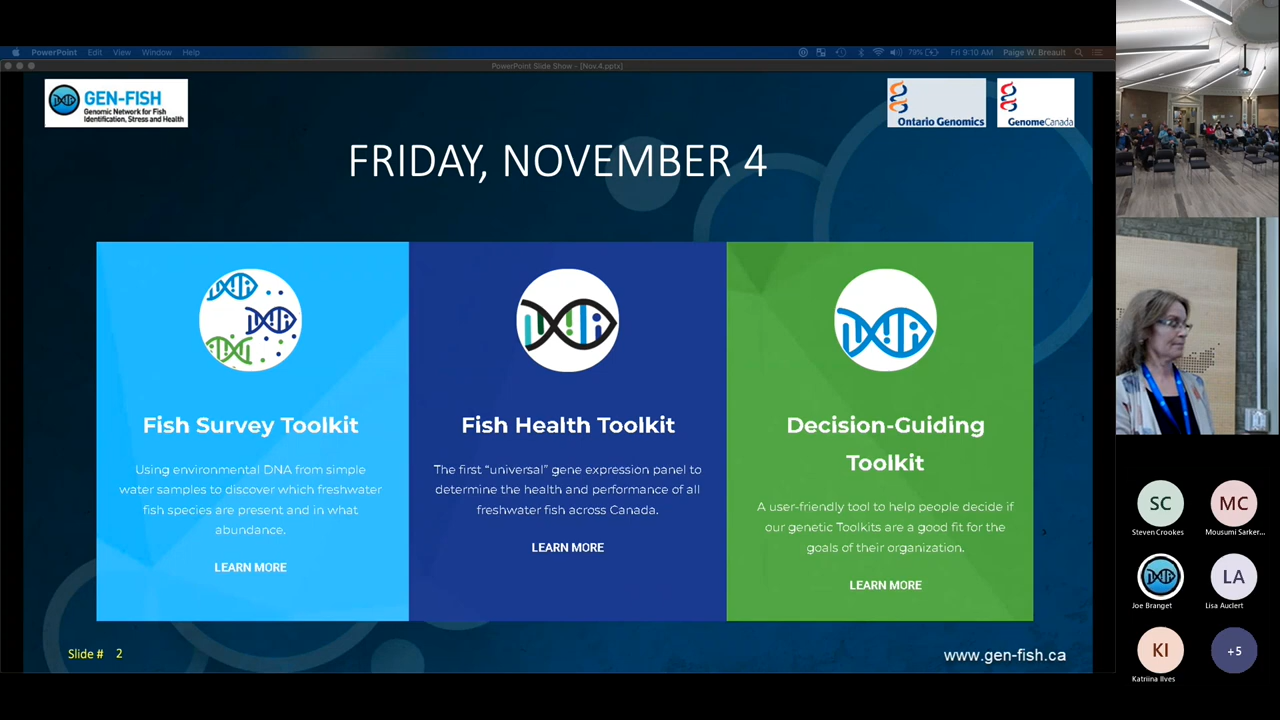 PowerPoint Edit View Window Help
79% Fri 9:10 AM Paige W. Breault
PowerPoint Slide Show - [Nov.4.pptx]
GEN-FISH
Genomic Network for Fish
Identification, Stress and Health
Ontario Genomics
GenomeCanada
FRIDAY, NOVEMBER 4
Fish Survey Toolkit
Using environmental DNA from simple
water samples to discover which freshwater
fish species are present and in what
abundance.
LEARN MORE
Fish Health Toolkit
The first “universal” gene expression panel to
determine the health and performance of all
freshwater fish across Canada.
LEARN MORE
Decision-Guiding
Toolkit
A user-friendly tool to help people decide if
our genetic Toolkits are a good fit for the
goals of their organization.
LEARN MORE
Slide # 2
www.gen-fish.ca
SC
Steven Crookes
MC
Mousumi Sarker...
Joe Branget
LA
Lisa Auclert
KI
Katriina Ilves
+5